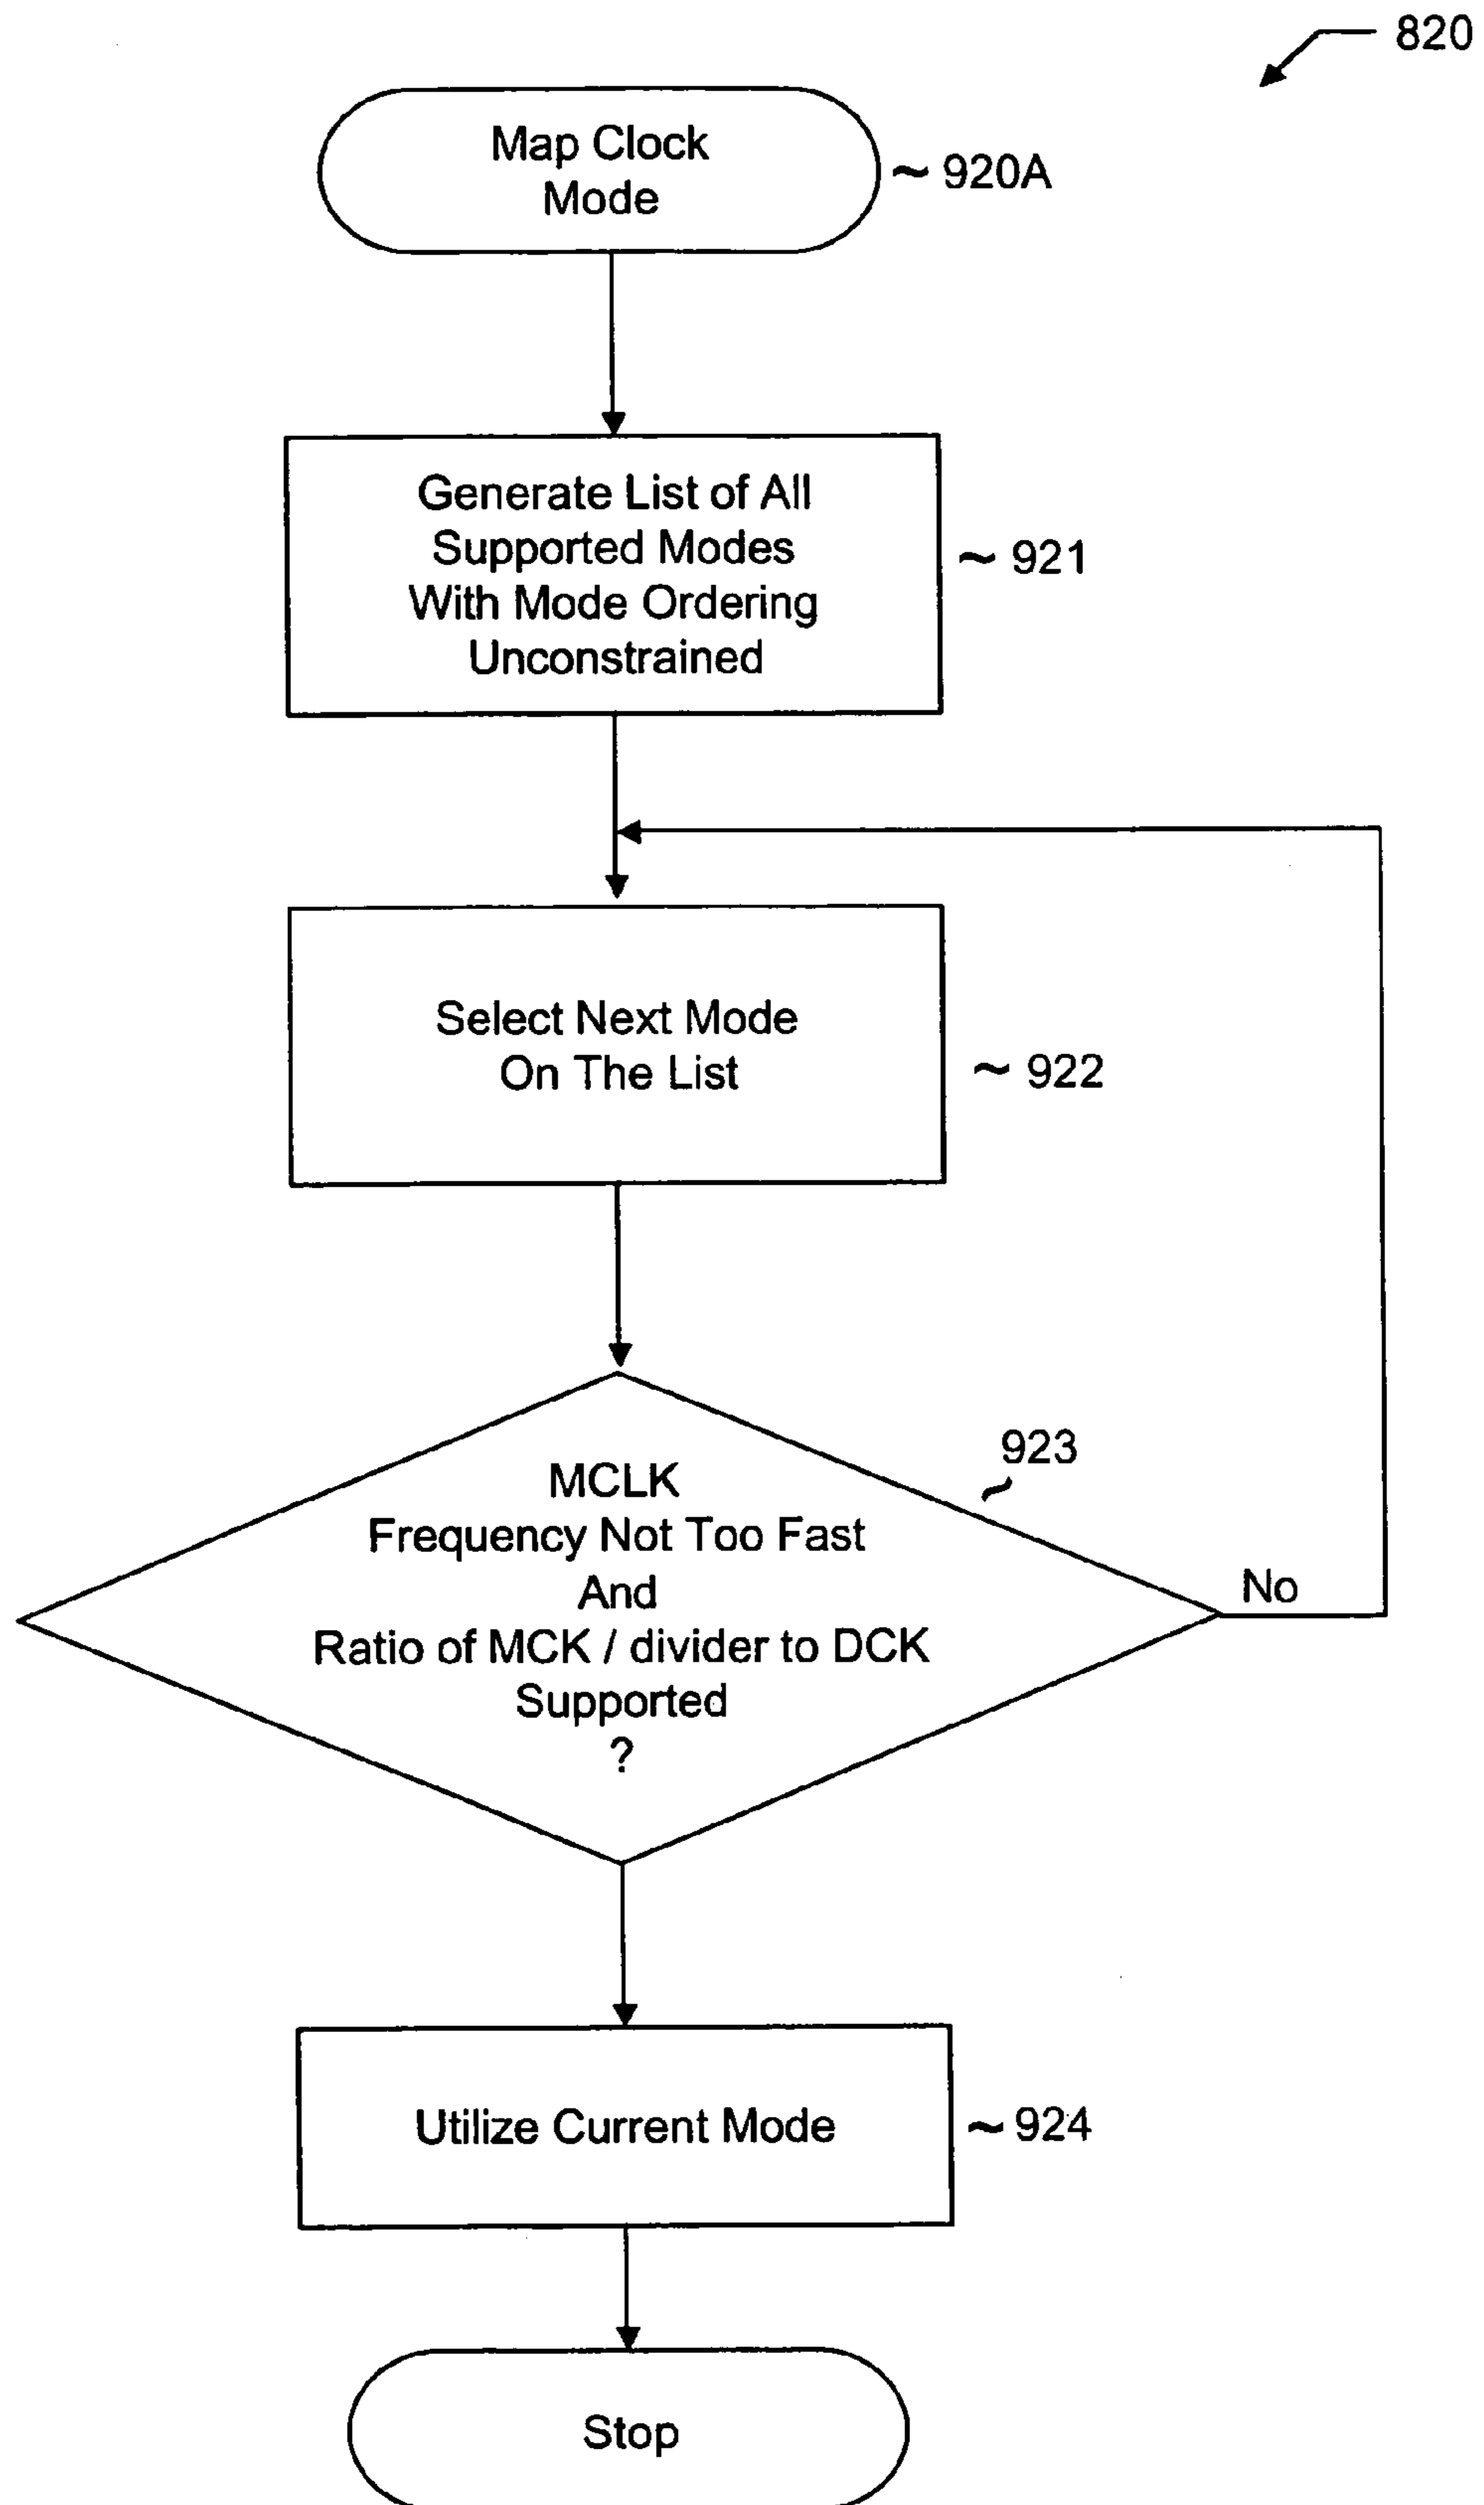 820
Map Clock
Mode
~ 920A
Generate List of All
Supported Modes
With Mode Ordering
Unconstrained
~ 921
Select Next Mode
On The List
~ 922
923
~
MCLK
Frequency Not Too Fast
And
Ratio of MCK / divider to DCK
Supported
?
No
Utilize Current Mode
~ 924
Stop